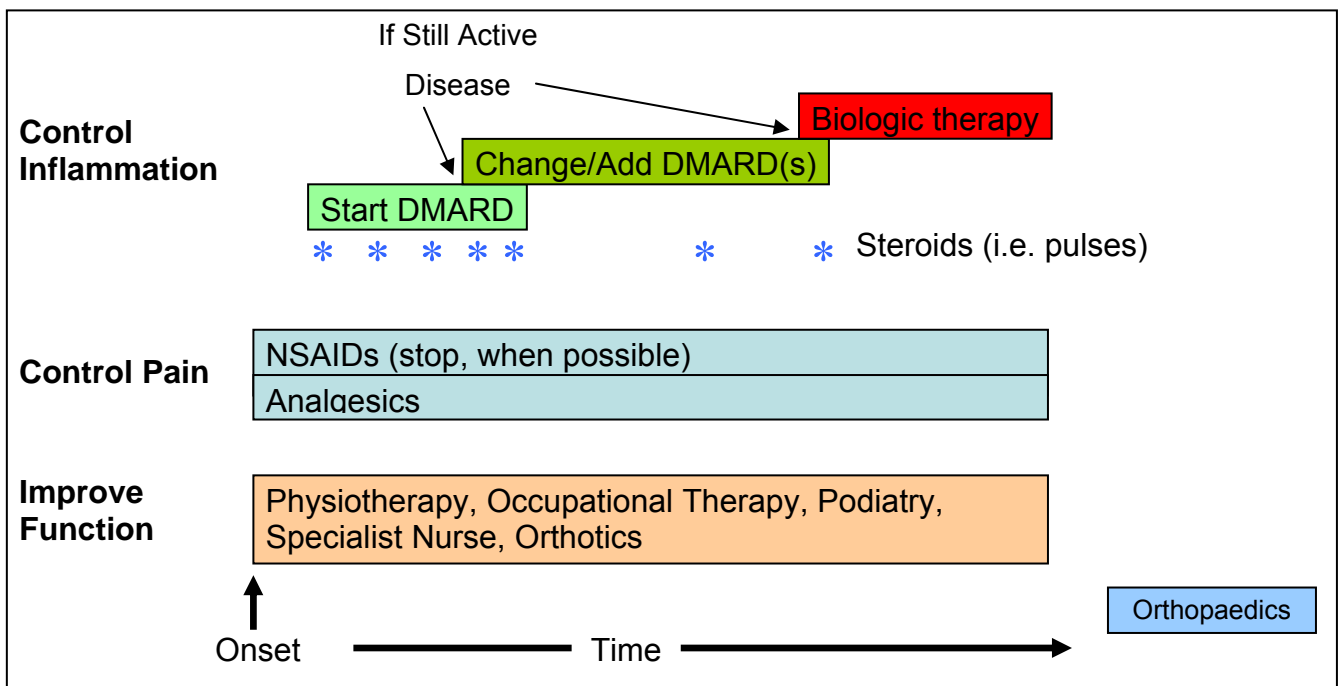 If Still Active
Disease
Control
Inflammation
Biologic therapy
Change/Add DMARD(s)
Start DMARD
* * * * * * * Steroids (i.e. pulses)
Control Pain
NSAIDs (stop, when possible)
Analgesics
Improve
Function
Physiotherapy, Occupational Therapy, Podiatry,
Specialist Nurse, Orthotics
Orthopaedics
Onset
Time